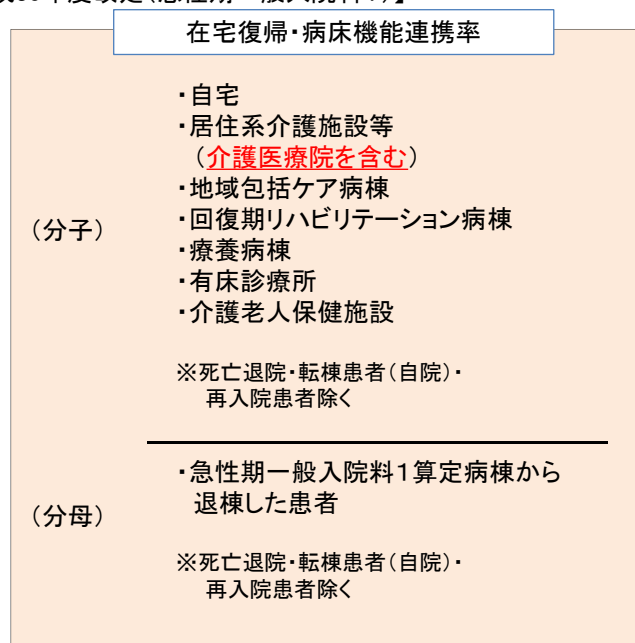 在宅復帰・病床機能連携率
・自宅
・居住系介護施設等
（介護医療院を含む）
・地域包括ケア病棟
・回復期リハビリテーション病棟
（分子）
・療養病棟
・有床診療所
・介護老人保健施設
※死亡退院・転棟患者（自院）・
再入院患者除く
・急性期一般入院料１算定病棟から
退棟した患者
（分母）
※死亡退院・転棟患者（自院）・
再入院患者除く